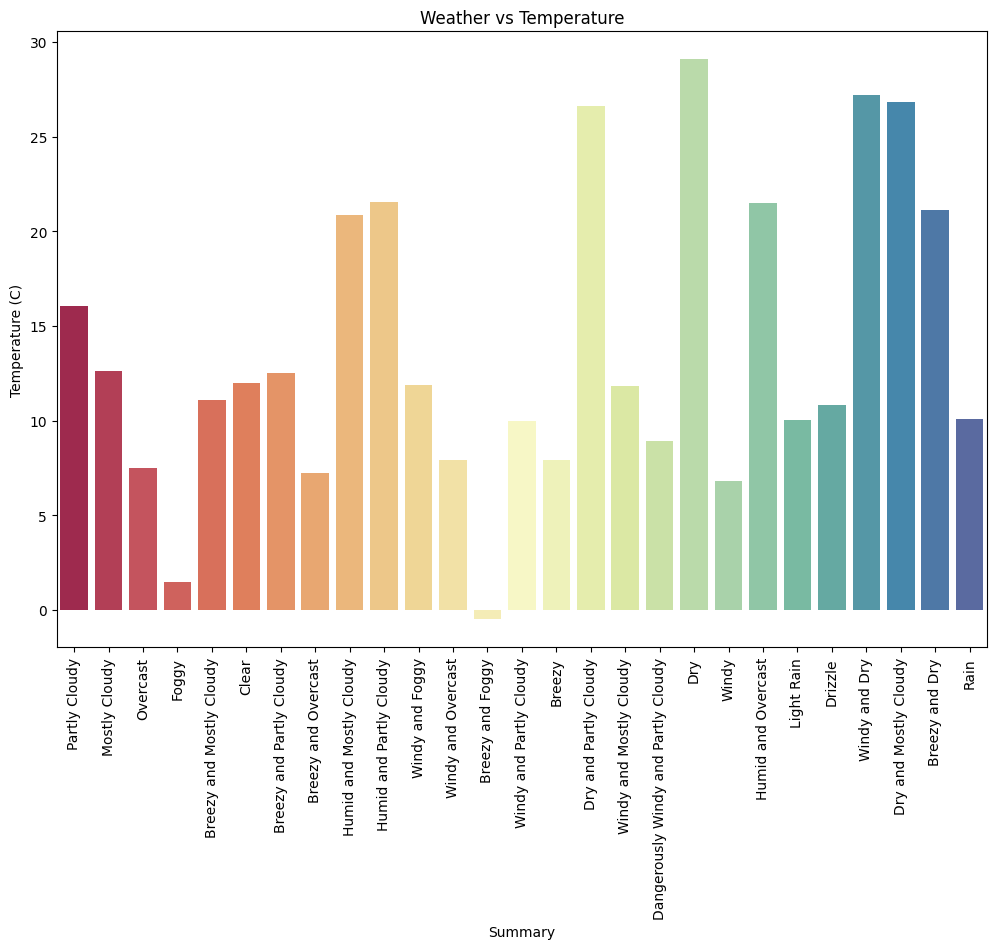 Weather vs Temperature
30
25
20
15
10
5
0
Temperature (C)
Partly Cloudy
Mostly Cloudy
Overcast
Foggy
Breezy and Mostly Cloudy
Clear
Breezy and Partly Cloudy
Breezy and Overcast
Humid and Mostly Cloudy
Humid and Partly Cloudy
Windy and Foggy
Windy and Overcast
Breezy and Foggy
Windy and Partly Cloudy
Breezy
Dry and Partly Cloudy
Windy and Mostly Cloudy
Dangerously Windy and Partly Cloudy
Dry
Windy
Humid and Overcast
Light Rain
Drizzle
Windy and Dry
Dry and Mostly Cloudy
Breezy and Dry
Rain
Summary